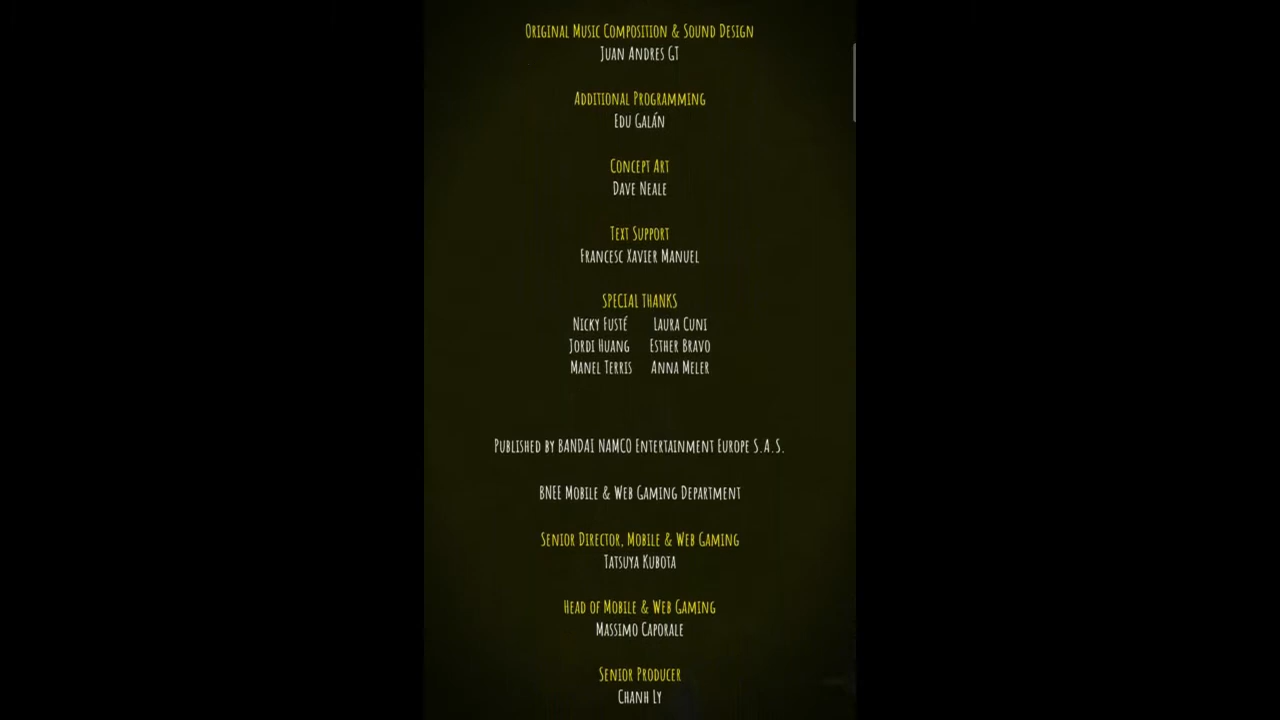 Original Music Composition & Sound Design
Juan Andres GT
Additional Programming
Edu Galán
Concept Art
Dave Neale
Text Support
Francesc Xavier Manuel
SPECIAL THANKS
Nicky Fusté Laura Cuni
Jordi Huang Esther Bravo
Manel Terris Anna Meler
Published by BANDAI NAMCO Entertainment Europe S.A.S.
BNEE Mobile & Web Gaming Department
Senior Director, Mobile & Web Gaming
Tatsuya Kubota
Head of Mobile & Web Gaming
Massimo Caporale
Senior Producer
Chanh Ly